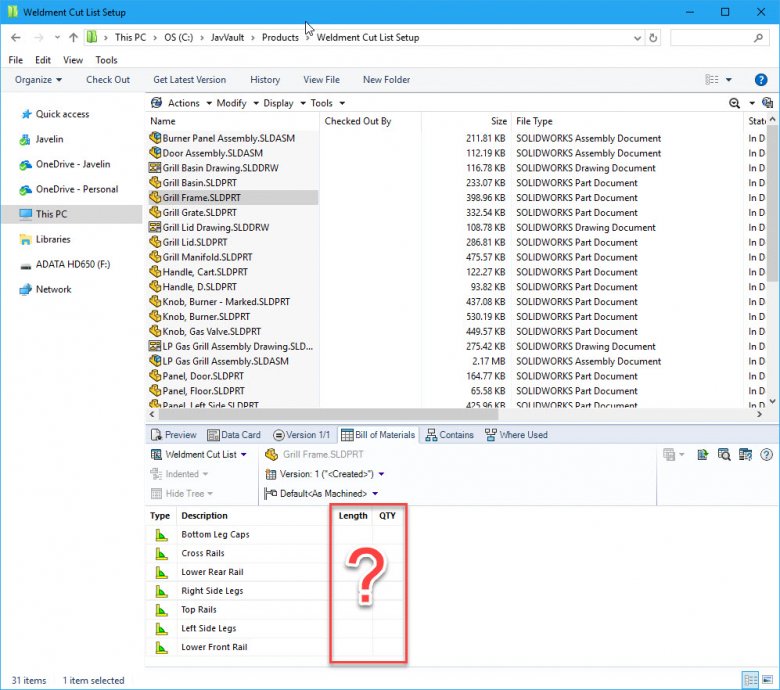 Weldment Cut List Setup
This PC › OS (C:) › JavVault › Products › Weldment Cut List Setup
File Edit View Tools
Organize Check Out Get Latest Version History View File New Folder
Quick access
Javelin
OneDrive - Javelin
OneDrive - Personal
This PC
Libraries
ADATA HD650 (F:)
Network
Actions Modify Display Tools
Name Checked Out By Size File Type State
Burner Panel Assembly.SLDASM 211.81 KB SOLIDWORKS Assembly Document In D
Door Assembly.SLDASM 112.19 KB SOLIDWORKS Assembly Document In D
Grill Basin Drawing.SLDDRW 116.78 KB SOLIDWORKS Drawing Document In D
Grill Basin.SLDPRT 233.07 KB SOLIDWORKS Part Document In D
Grill Frame.SLDPRT 398.96 KB SOLIDWORKS Part Document In D
Grill Grate.SLDPRT 332.54 KB SOLIDWORKS Part Document In D
Grill Lid Drawing.SLDDRW 108.78 KB SOLIDWORKS Drawing Document In D
Grill Lid.SLDPRT 286.81 KB SOLIDWORKS Part Document In D
Grill Manifold.SLDPRT 475.57 KB SOLIDWORKS Part Document In D
Handle, Cart.SLDPRT 122.27 KB SOLIDWORKS Part Document In D
Handle, D.SLDPRT 93.82 KB SOLIDWORKS Part Document In D
Knob, Burner - Marked.SLDPRT 437.08 KB SOLIDWORKS Part Document In D
Knob, Burner.SLDPRT 530.19 KB SOLIDWORKS Part Document In D
Knob, Gas Valve.SLDPRT 449.57 KB SOLIDWORKS Part Document In D
LP Gas Grill Assembly Drawing.SLD... 275.42 KB SOLIDWORKS Drawing Document In D
LP Gas Grill Assembly.SLDASM 2.17 MB SOLIDWORKS Assembly Document In D
Panel, Door.SLDPRT 164.77 KB SOLIDWORKS Part Document In D
Panel, Floor.SLDPRT 65.58 KB SOLIDWORKS Part Document In D
Panel, Left Side.SLDPRT 425.96 KB SOLIDWORKS Part Document In D
Preview Data Card Version 1/1 Bill of Materials Contains Where Used
Weldment Cut List Grill Frame.SLDPRT
Indented Version: 1 ("<Created>")
Hide Tree Default<As Machined>
Type Description Length QTY
Bottom Leg Caps
Cross Rails
Lower Rear Rail
Right Side Legs
Top Rails
Left Side Legs
Lower Front Rail
?
31 items 1 item selected